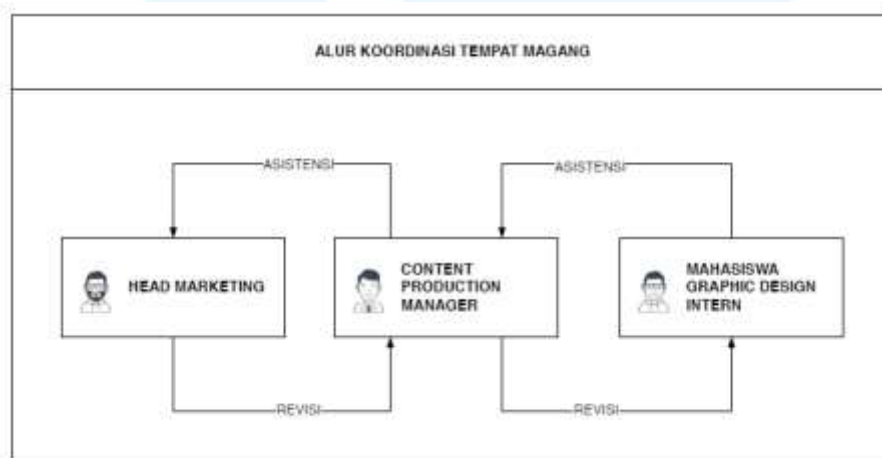 ALUR KOORDINASI TEMPAT MAGANG
ASISTENSI
ASISTENSI
HEAD MARKETING
CONTENT
PRODUCTION
MANAGER
MAHASISWA
GRAPHIC DESIGN
INTERN
REVISI
REVISI